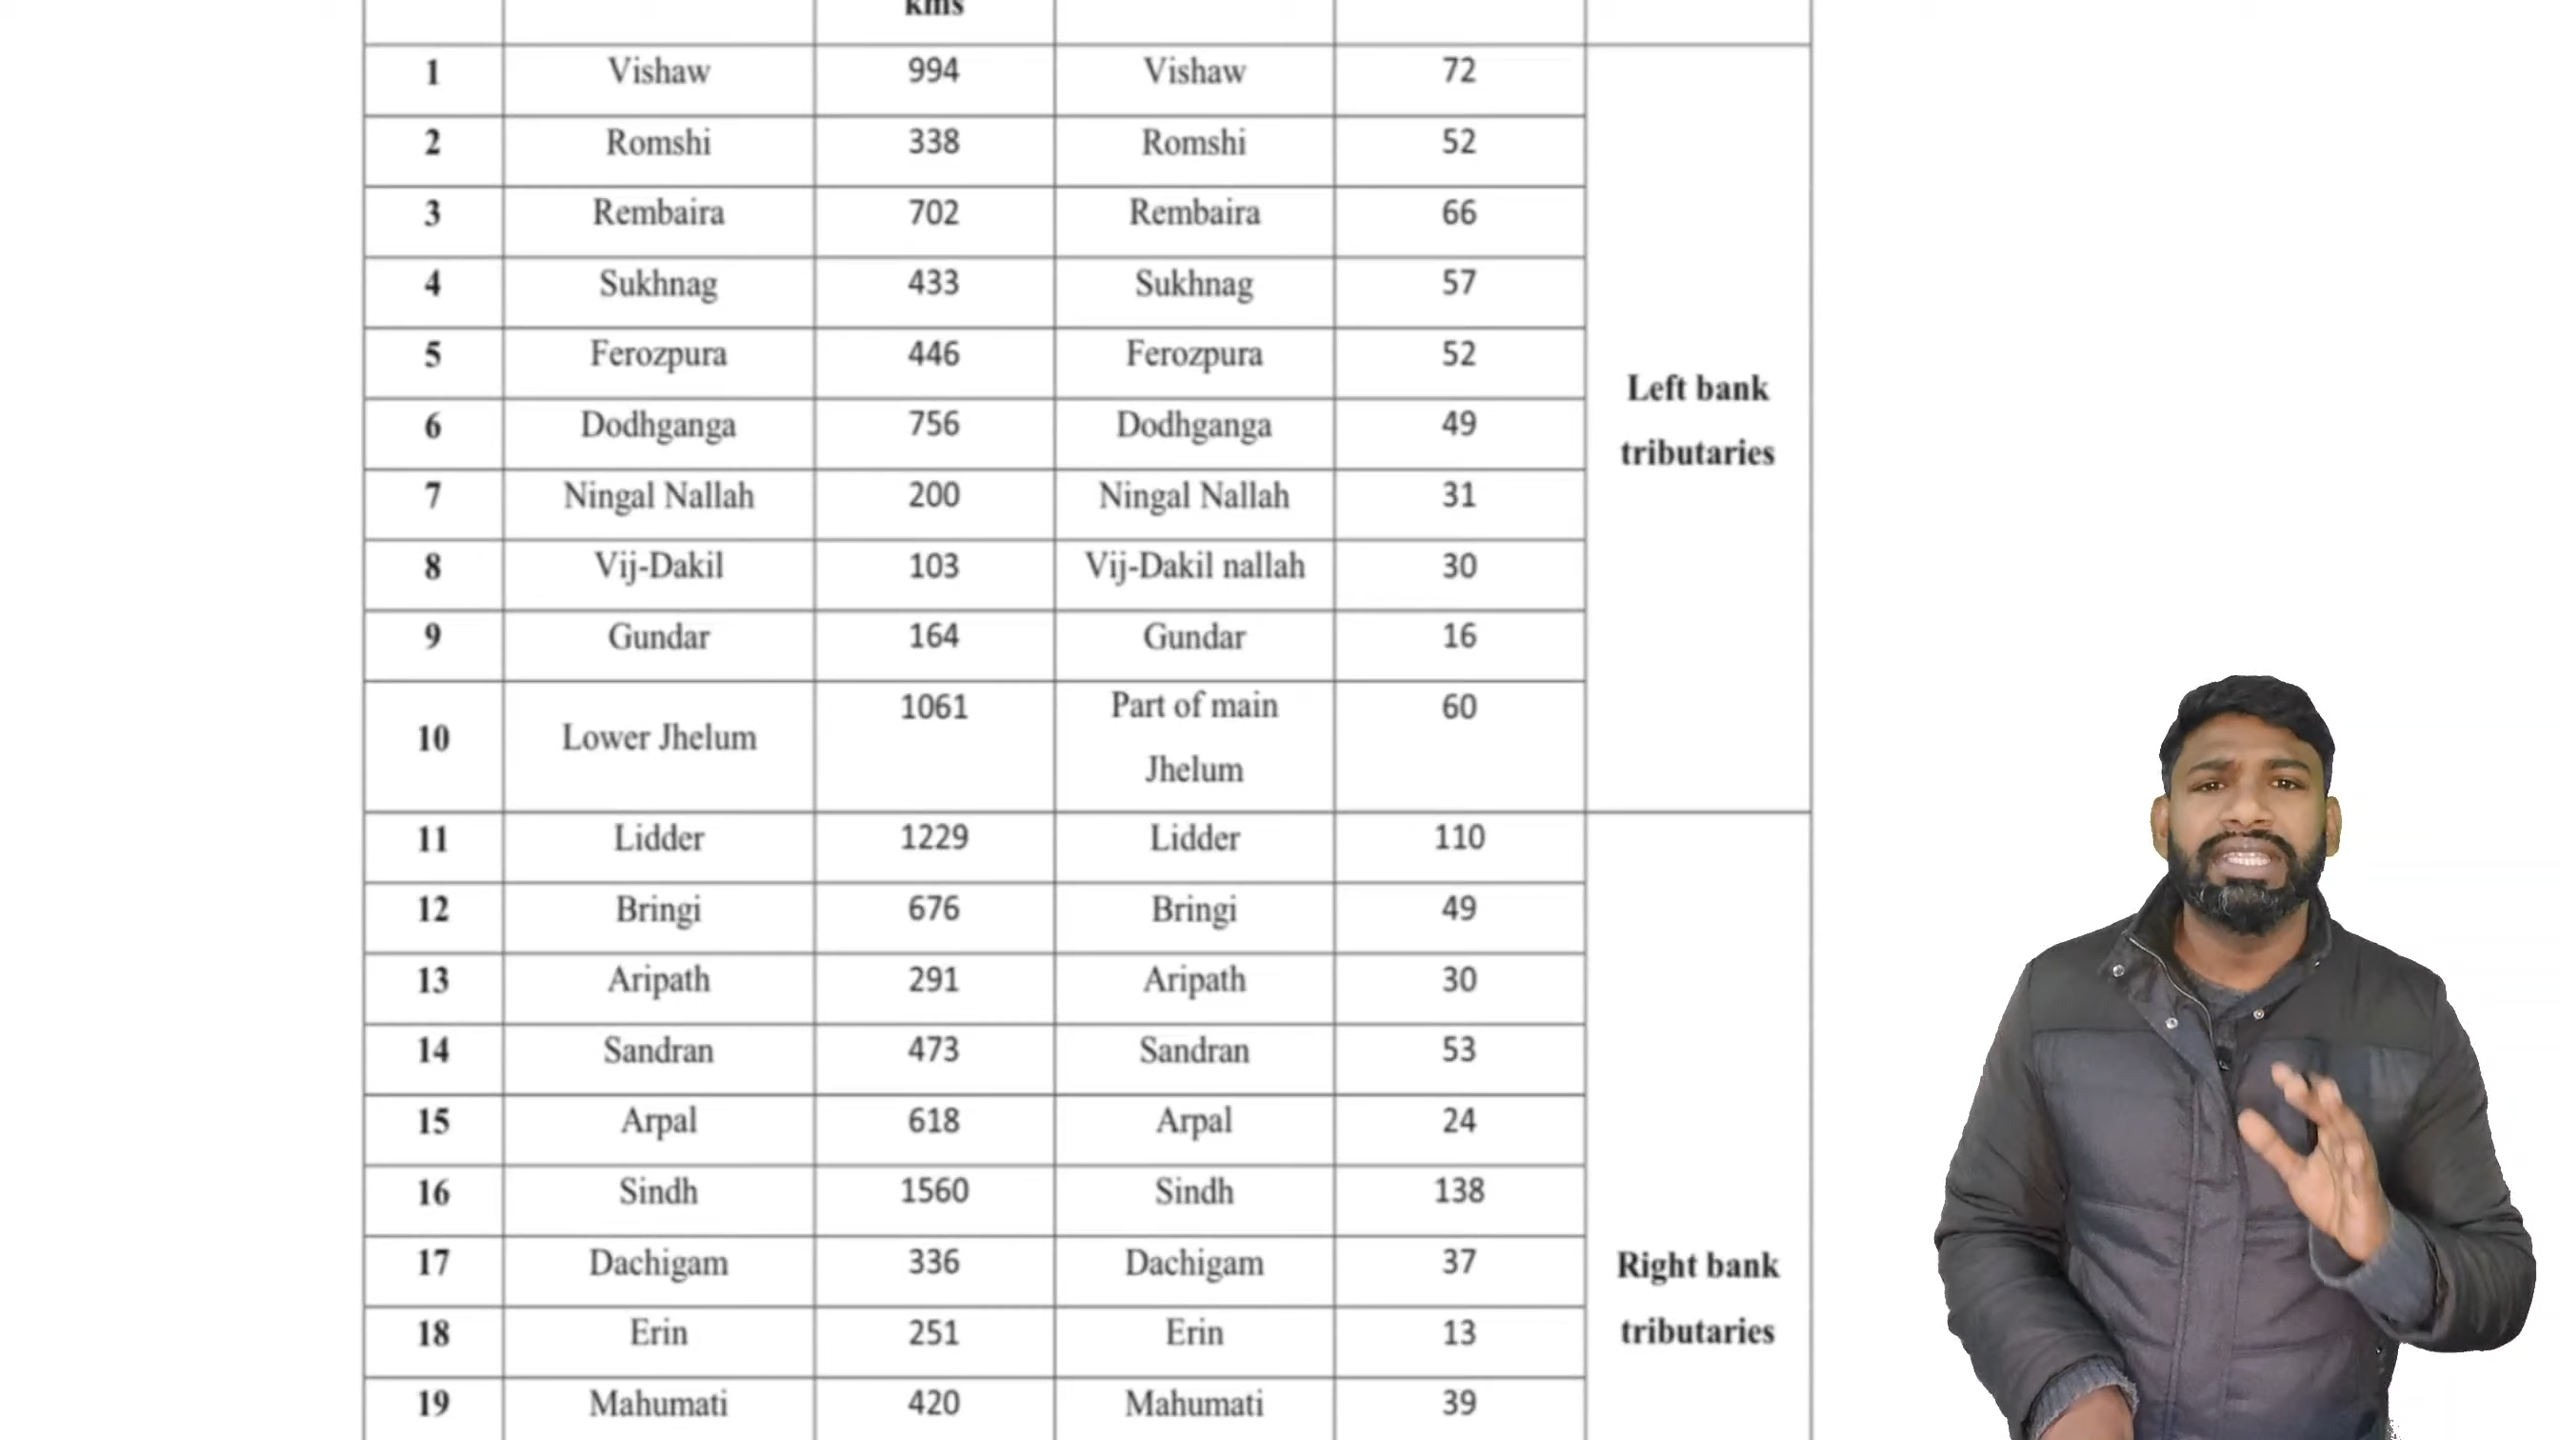 kms
1 Vishaw 994 Vishaw 72
2 Romshi 338 Romshi 52
3 Rembaira 702 Rembaira 66
4 Sukhnag 433 Sukhnag 57
5 Ferozpura 446 Ferozpura 52
Left bank
tributaries
6 Dodhganga 756 Dodhganga 49
7 Ningal Nallah 200 Ningal Nallah 31
8 Vij-Dakil 103 Vij-Dakil nallah 30
9 Gundar 164 Gundar 16
10 Lower Jhelum 1061 Part of main 60
Jhelum
11 Lidder 1229 Lidder 110
12 Bringi 676 Bringi 49
13 Aripath 291 Aripath 30
14 Sandran 473 Sandran 53
15 Arpal 618 Arpal 24
16 Sindh 1560 Sindh 138
17 Dachigam 336 Dachigam 37
Right bank
tributaries
18 Erin 251 Erin 13
19 Mahumati 420 Mahumati 39